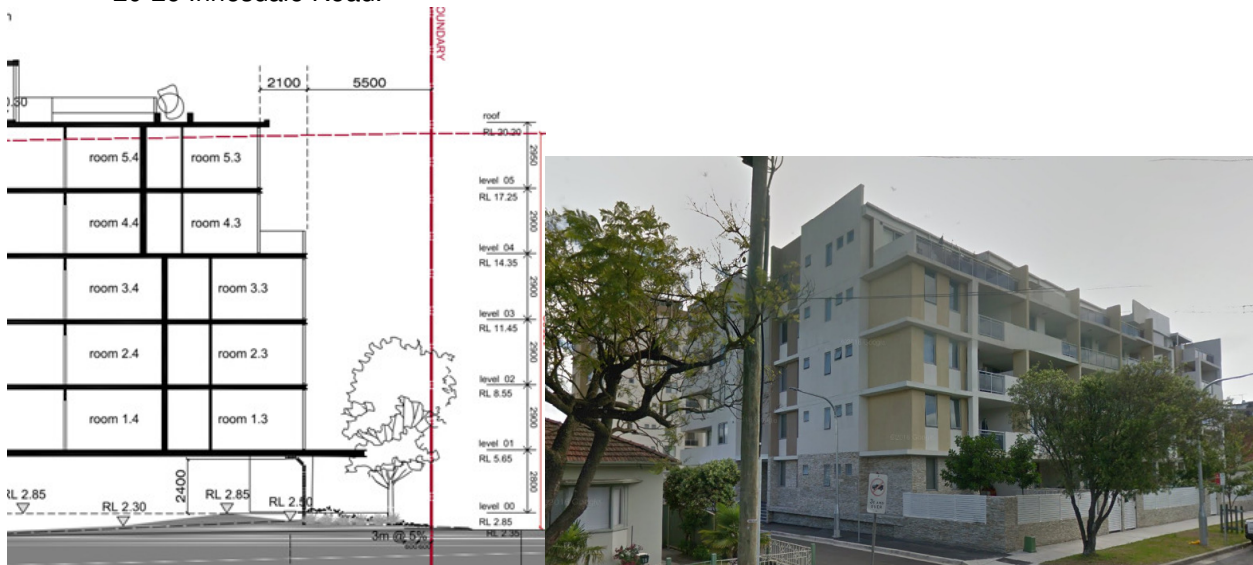 OUNDARY
2100 5500
roof
RL 20.20
2950
room 5.4 room 5.3
level 05
RL 17.25
2900
room 4.4 room 4.3
level 04
RL 14.35
2900
room 3.4 room 3.3
level 03
RL 11.45
2900
room 2.4 room 2.3
level 02
RL 8.55
2900
room 1.4 room 1.3
level 01
RL 5.65
2800
2400
RL 2.85
RL 2.30
RL 2.85
RL 2.50
level 00
RL 2.85
RL 2.35
3m @ 5%